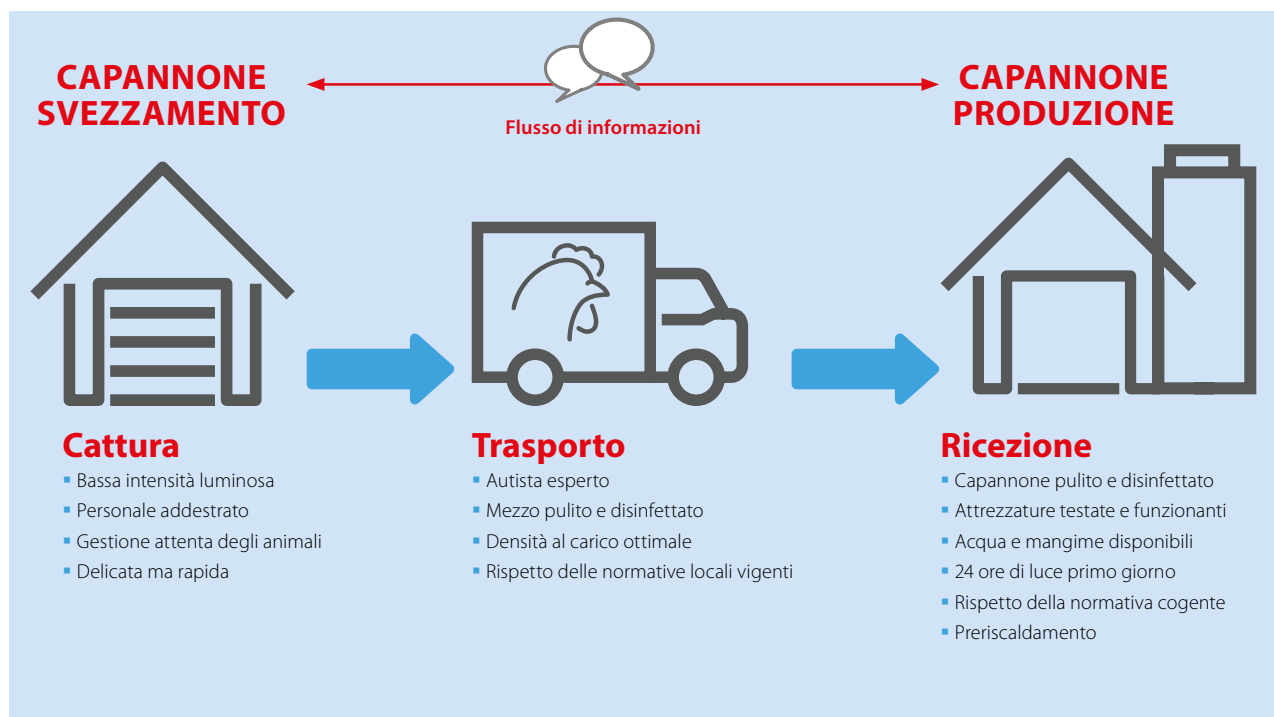 CAPANNONE
SVEZZAMENTO
Flusso di informazioni
CAPANNONE
PRODUZIONE
Cattura
▪ Bassa intensità luminosa
▪ Personale addestrato
▪ Gestione attenta degli animali
▪ Delicata ma rapida
Trasporto
▪ Autista esperto
▪ Mezzo pulito e disinfettato
▪ Densità al carico ottimale
▪ Rispetto delle normative locali vigenti
Ricezione
▪ Capannone pulito e disinfettato
▪ Attrezzature testate e funzionanti
▪ Acqua e mangime disponibili
▪ 24 ore di luce primo giorno
▪ Rispetto della normativa cogente
▪ Preriscaldamento